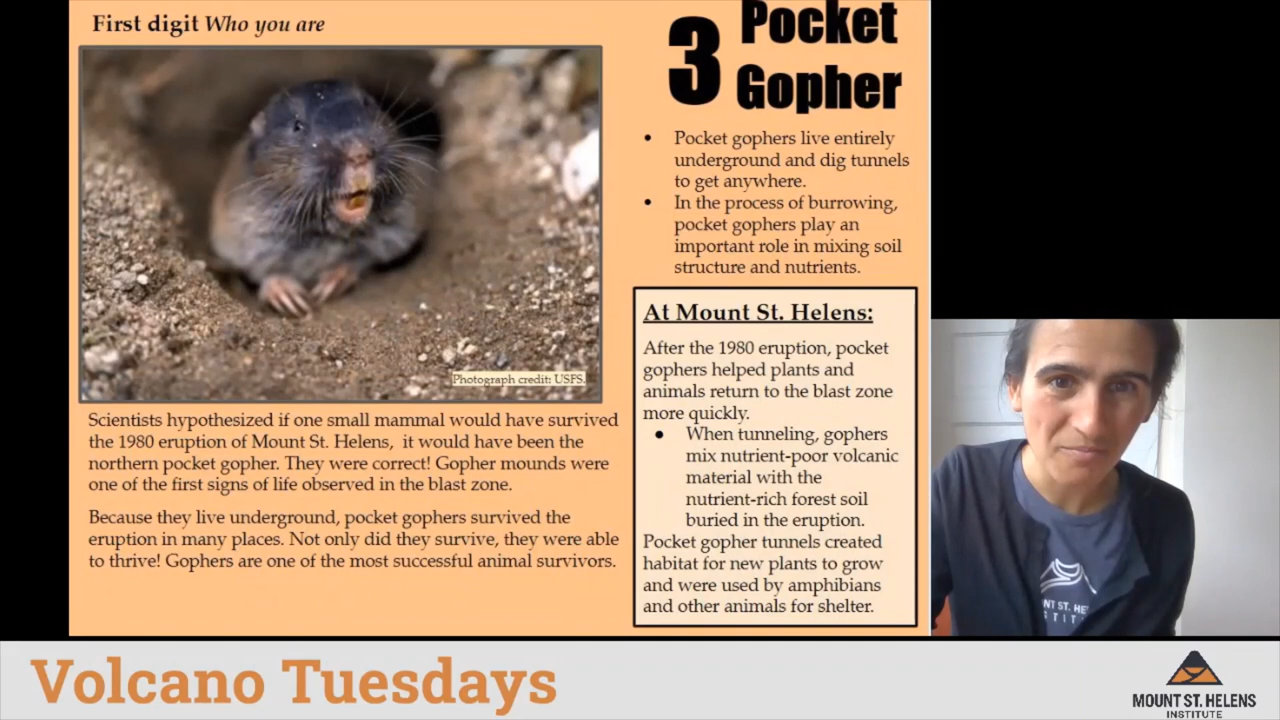 First digit Who you are
3
Pocket
Gopher
Pocket gophers live entirely
underground and dig tunnels
to get anywhere.
In the process of burrowing,
pocket gophers play an
important role in mixing soil
structure and nutrients.
Photograph credit: USFS.
Scientists hypothesized if one small mammal would have survived
the 1980 eruption of Mount St. Helens, it would have been the
northern pocket gopher. They were correct! Gopher mounds were
one of the first signs of life observed in the blast zone.
Because they live underground, pocket gophers survived the
eruption in many places. Not only did they survive, they were able
to thrive! Gophers are one of the most successful animal survivors.
At Mount St. Helens:
After the 1980 eruption, pocket
gophers helped plants and
animals return to the blast zone
more quickly.
When tunneling, gophers
mix nutrient-poor volcanic
material with the
nutrient-rich forest soil
buried in the eruption.
Pocket gopher tunnels created
habitat for new plants to grow
and were used by amphibians
and other animals for shelter.
Volcano Tuesdays
MOUNT ST. HELENS
INSTITUTE